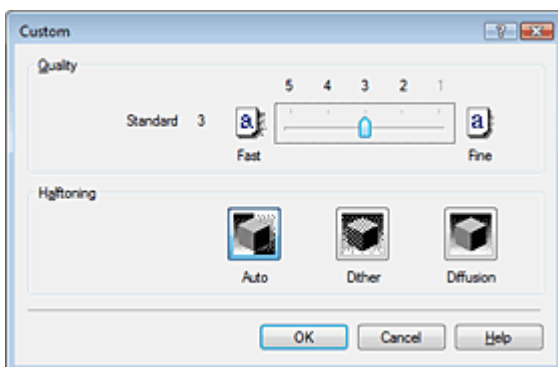 Custom
Quality
5 4 3 2 1
Standard 3
a a
Fast Fine
Halftoning
Auto Dither Diffusion
OK Cancel Help